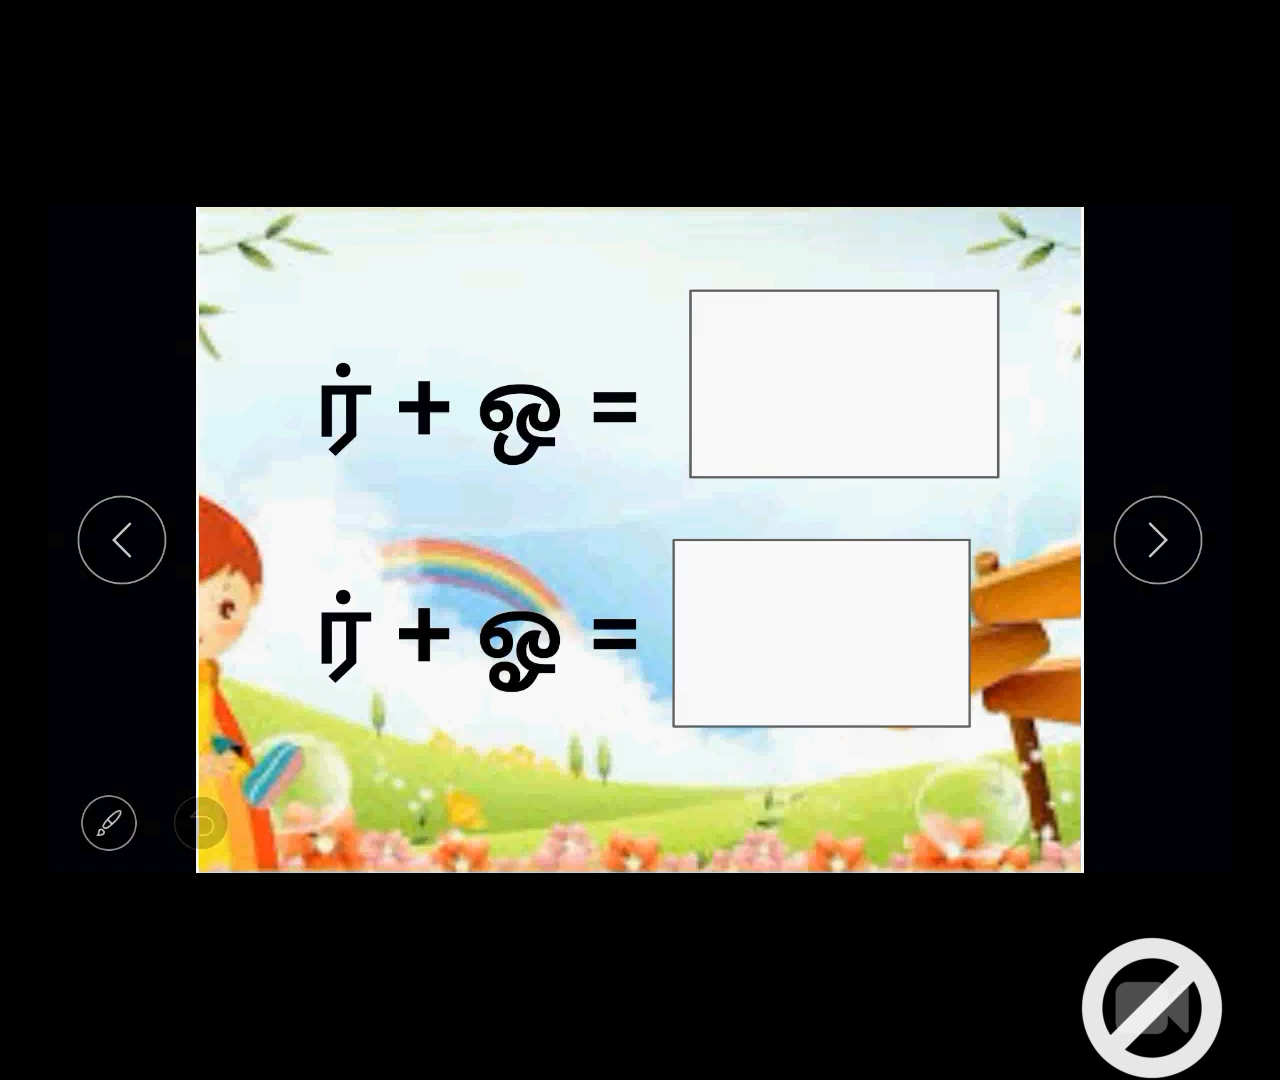 ர் + ஒ =
ர் + ஓ =